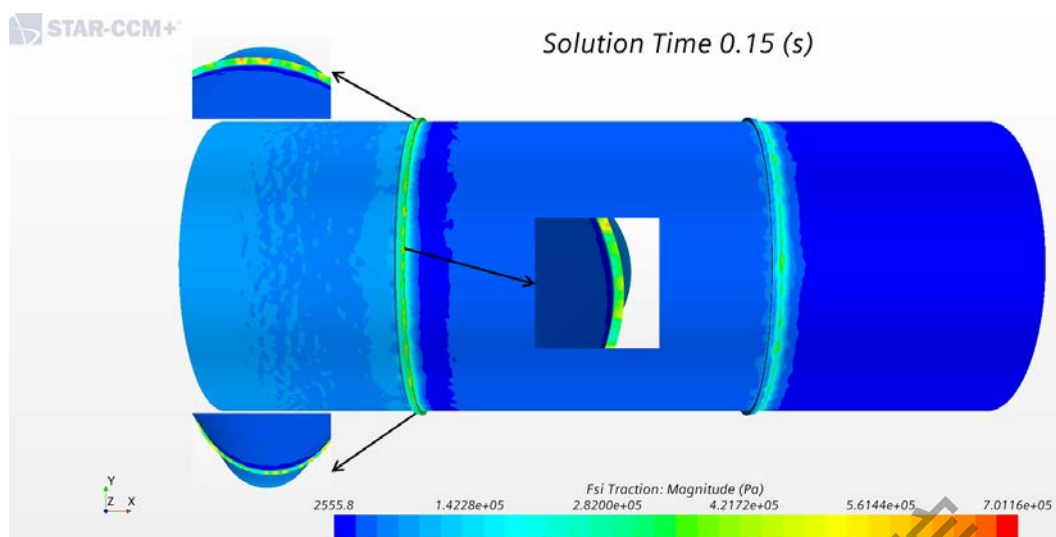 STAR-CCM+
Solution Time 0.15 (s)
Y
Z X
Fsi Traction: Magnitude (Pa)
2555.8 1.4228e+05 2.8200e+05 4.2172e+05 5.6144e+05 7.0116e+05